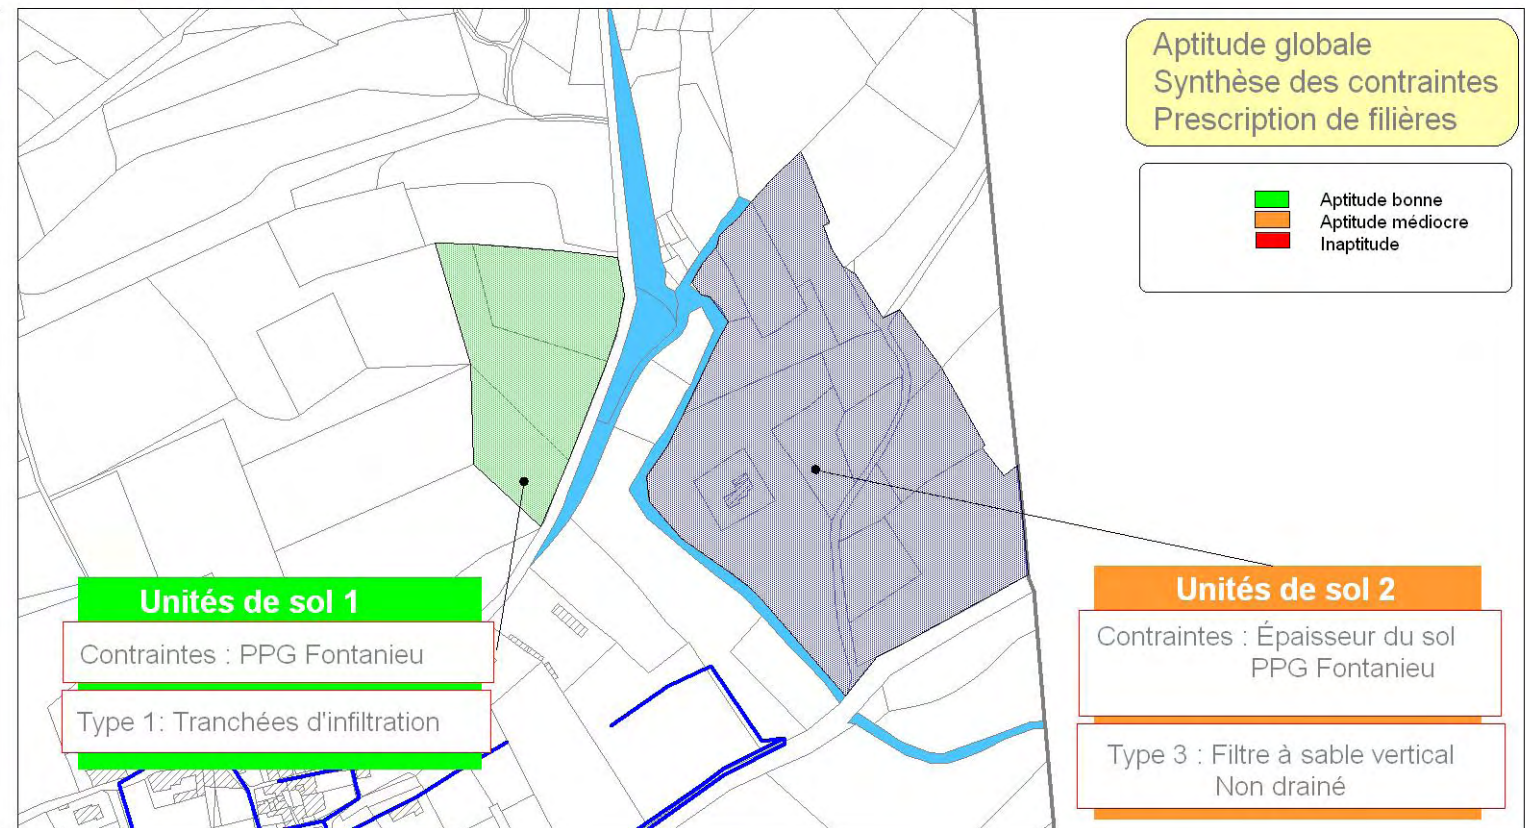 Aptitude globale
Synthèse des contraintes
Prescription de filières
Aptitude bonne
Aptitude médiocre
Inaptitude
Unités de sol 1
Contraintes : PPG Fontanieu
Type 1: Tranchées d'infiltration
Unités de sol 2
Contraintes : Épaisseur du sol
PPG Fontanieu
Type 3 : Filtre à sable vertical
Non drainé